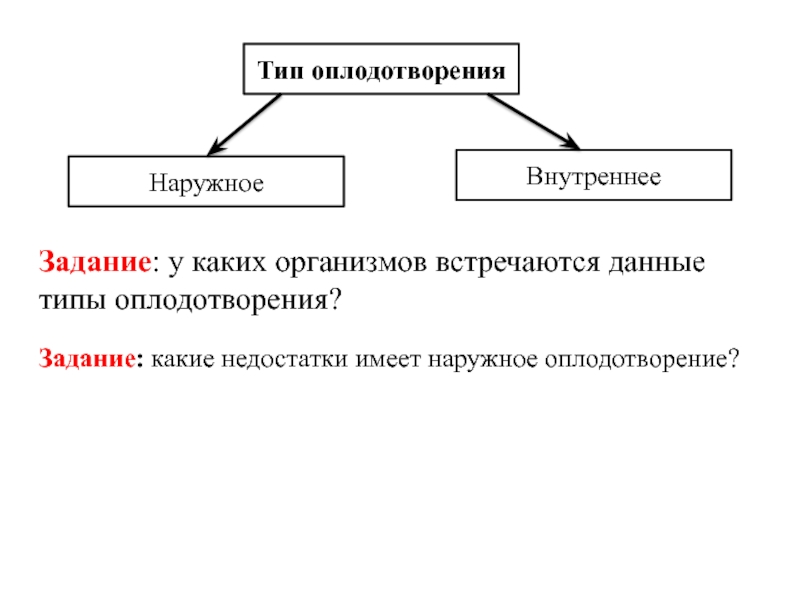 Тип оплодотворения
Наружное
Внутреннее
Задание: у каких организмов встречаются данные
типы оплодотворения?
Задание: какие недостатки имеет наружное оплодотворение?